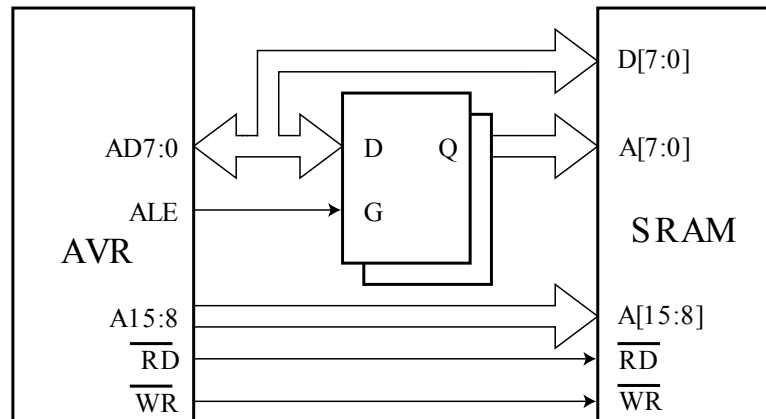 D[7:0]
AD7:0
D
Q
A[7:0]
ALE
G
AVR
SRAM
A15:8
A[15:8]
RD
RD
WR
WR